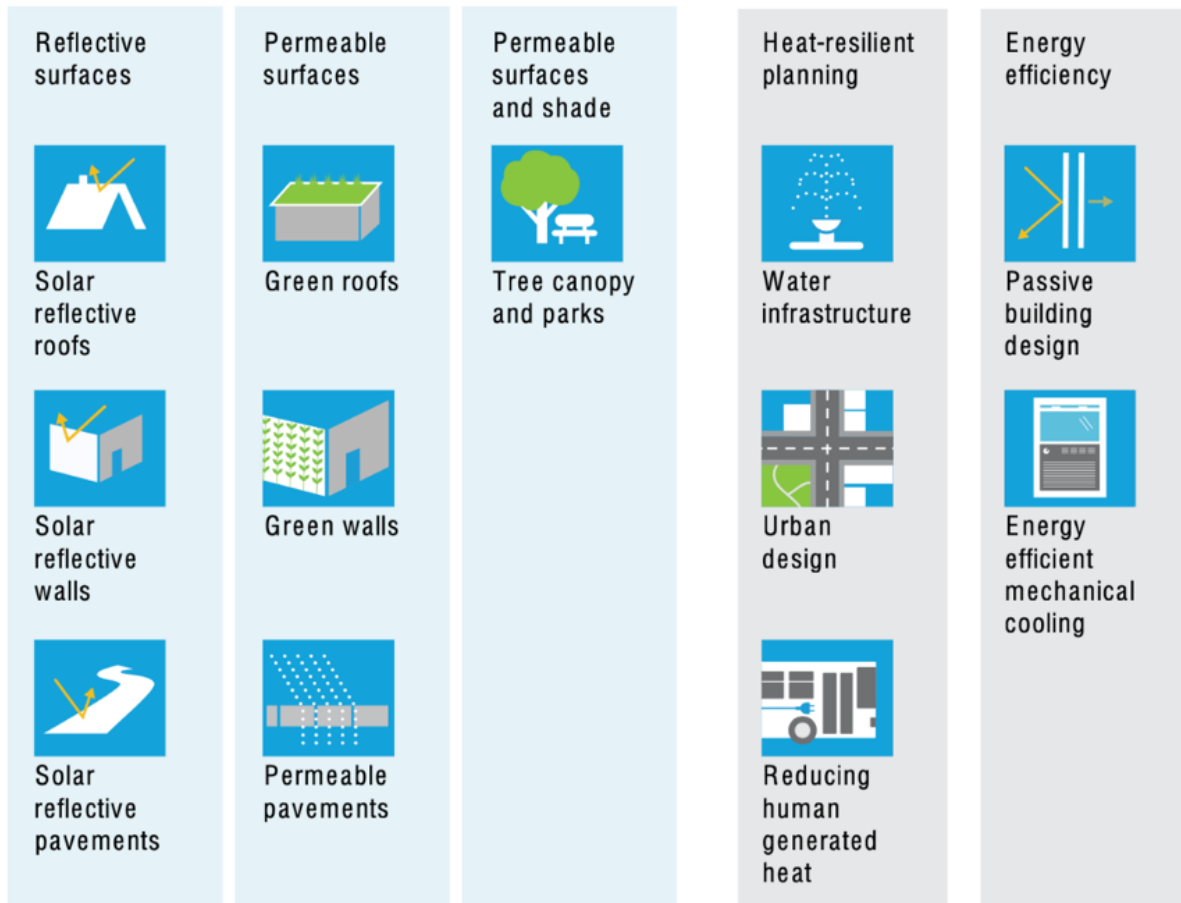 Reflective
surfaces
Solar
reflective
roofs
Solar
reflective
walls
Solar
reflective
pavements
Permeable
surfaces
Green roofs
Green walls
Permeable
pavements
Permeable
surfaces
and shade
Tree canopy
and parks
Heat-resilient
planning
Water
infrastructure
Urban
design
Reducing
human
generated
heat
Energy
efficiency
Passive
building
design
Energy
efficient
mechanical
cooling